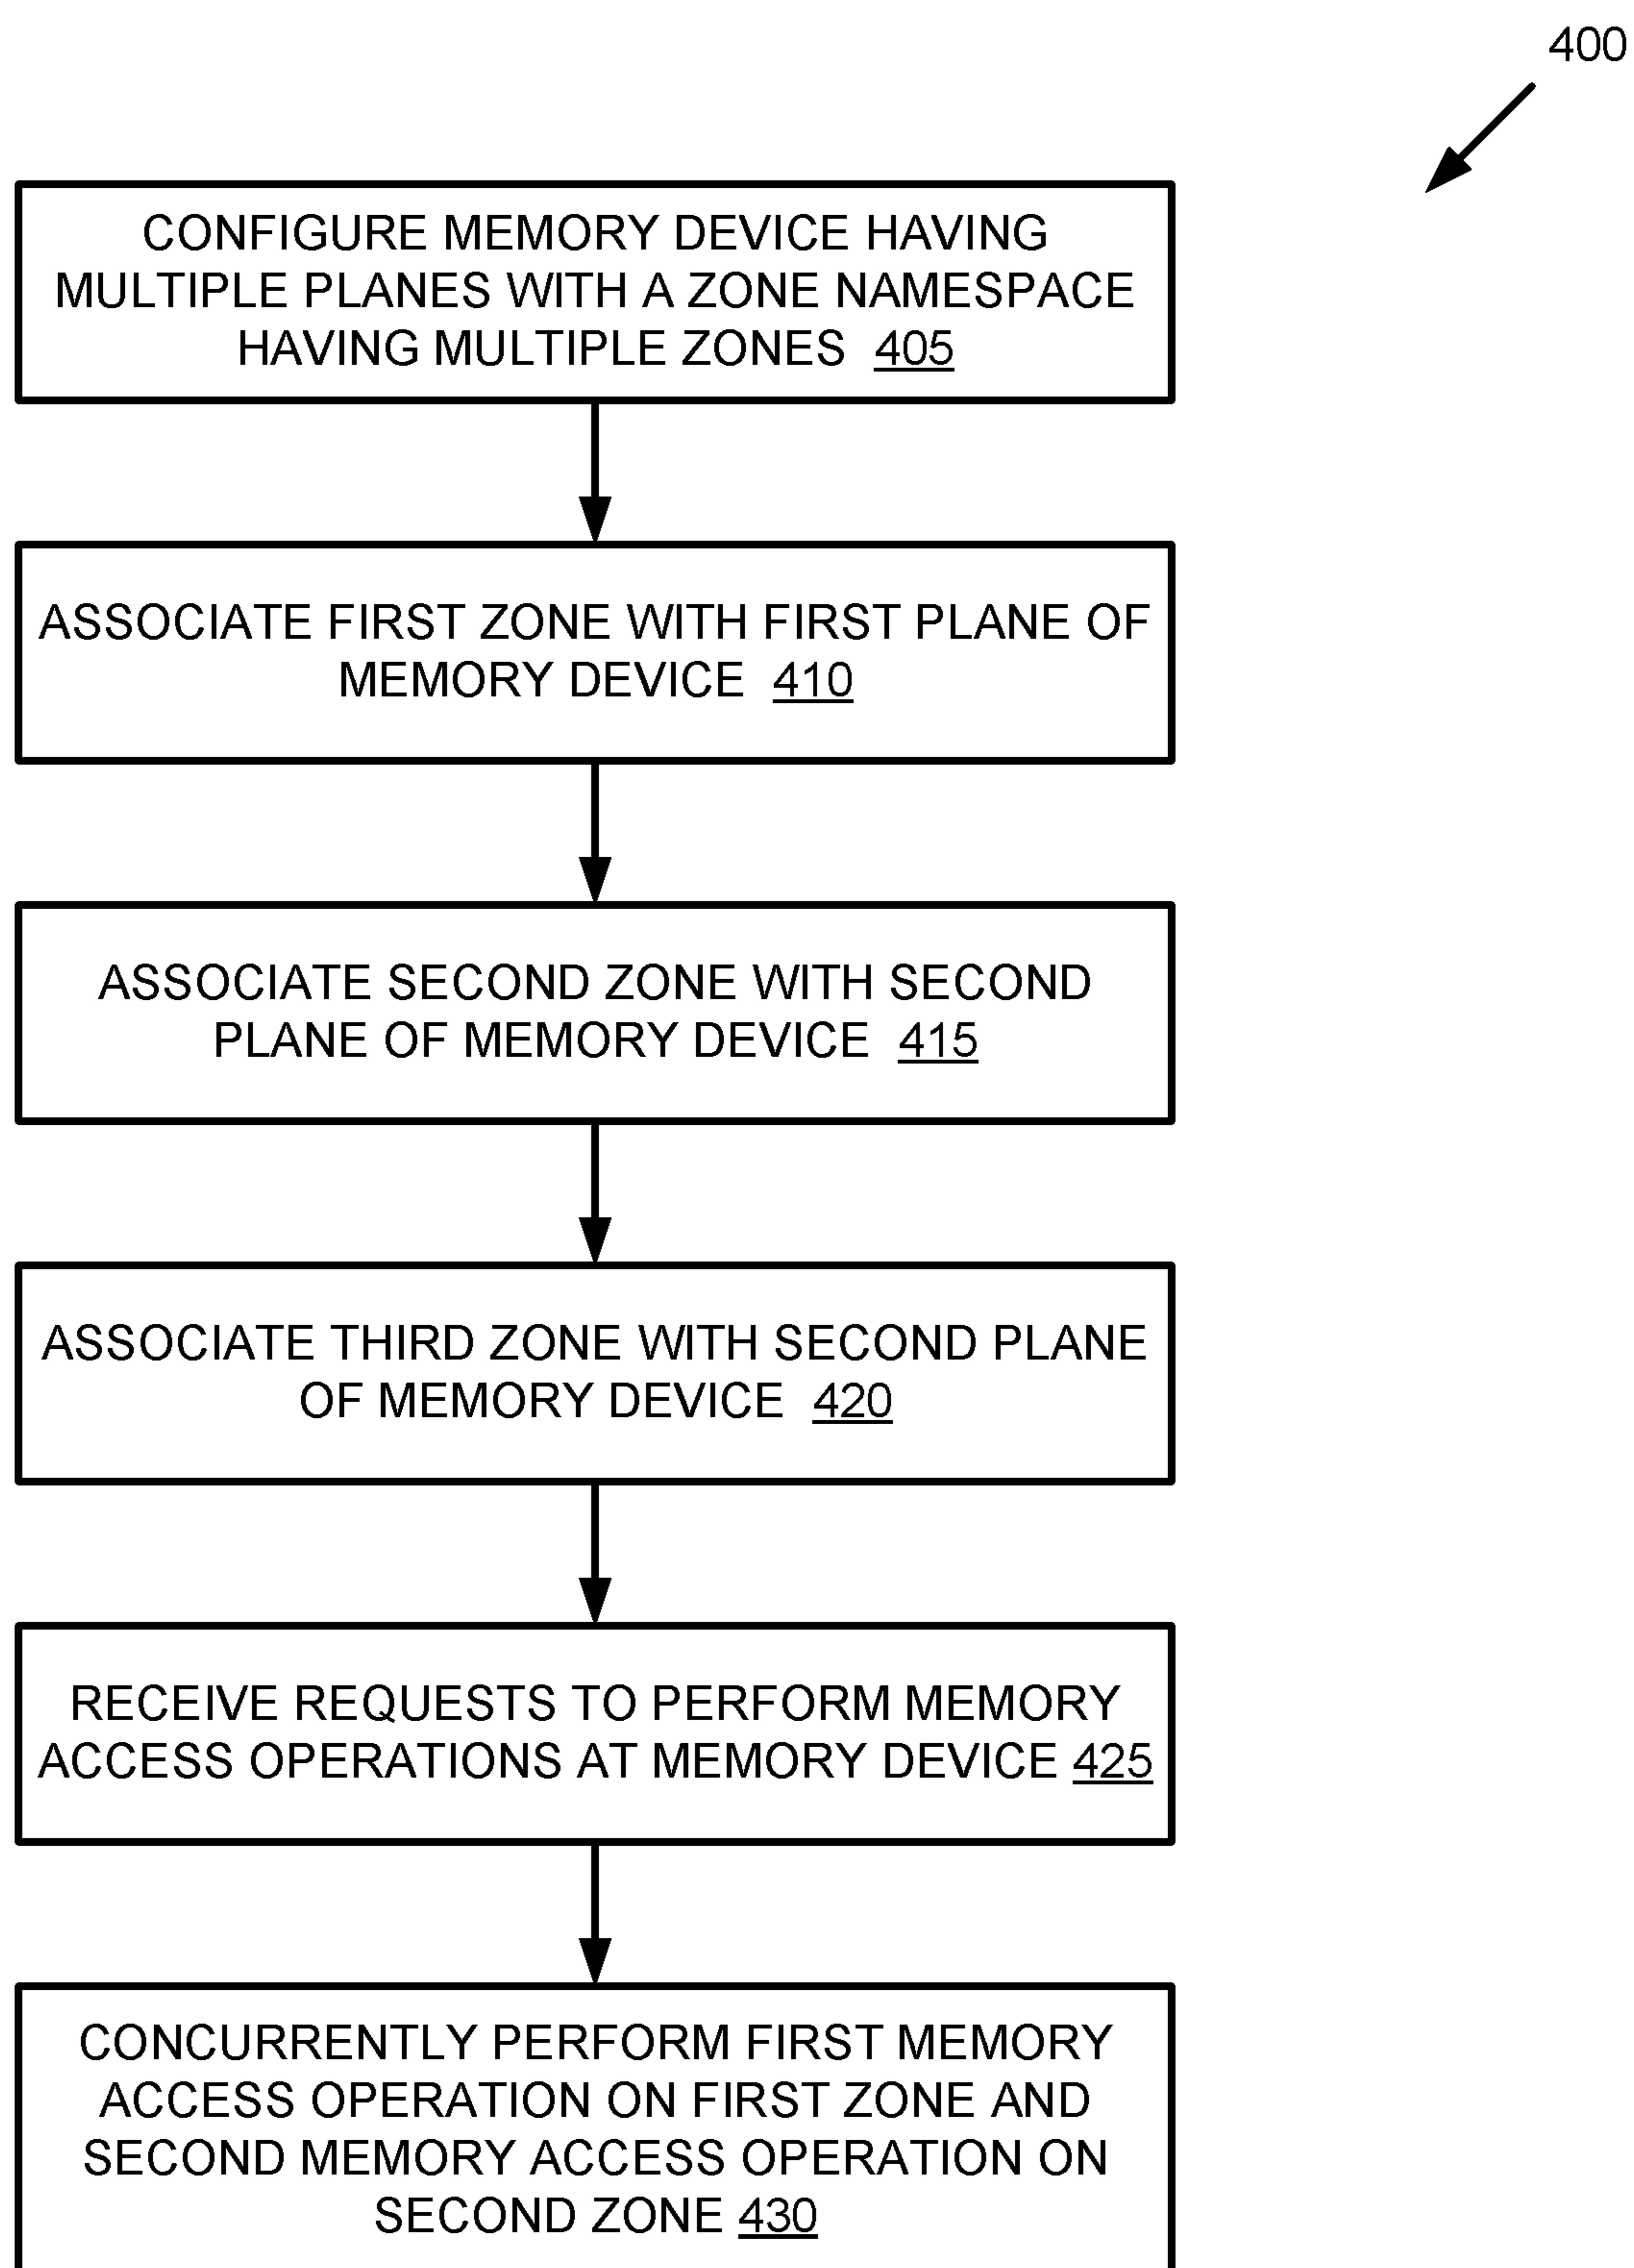 400
CONFIGURE MEMORY DEVICE HAVING
MULTIPLE PLANES WITH A ZONE NAMESPACE
HAVING MULTIPLE ZONES 405
ASSOCIATE FIRST ZONE WITH FIRST PLANE OF
MEMORY DEVICE 410
ASSOCIATE SECOND ZONE WITH SECOND
PLANE OF MEMORY DEVICE 415
ASSOCIATE THIRD ZONE WITH SECOND PLANE
OF MEMORY DEVICE 420
RECEIVE REQUESTS TO PERFORM MEMORY
ACCESS OPERATIONS AT MEMORY DEVICE 425
CONCURRENTLY PERFORM FIRST MEMORY
ACCESS OPERATION ON FIRST ZONE AND
SECOND MEMORY ACCESS OPERATION ON
SECOND ZONE 430